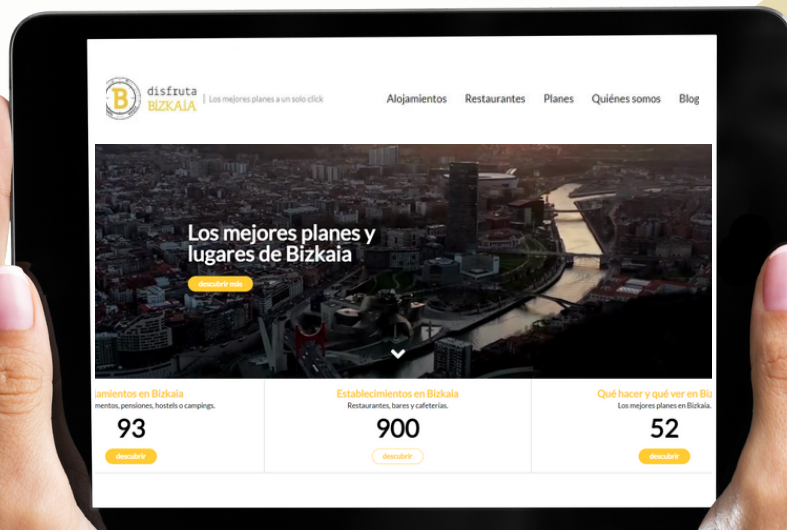 B
disfruta
BIZKAIA
Los mejores planes a un solo click
Alojamientos Restaurantes Planes Quiénes somos Blog
Los mejores planes y
lugares de Bizkaia
descubrir más
amientos en Bizkaia
mentos, pensiones, hostels o campings.
93
descubrir
Establecimientos en Bizkaia
Restaurantes, bares y cafeterías.
900
descubrir
Qué hacer y qué ver en Biz
Los mejores planes en Bizkaia.
52
descubrir